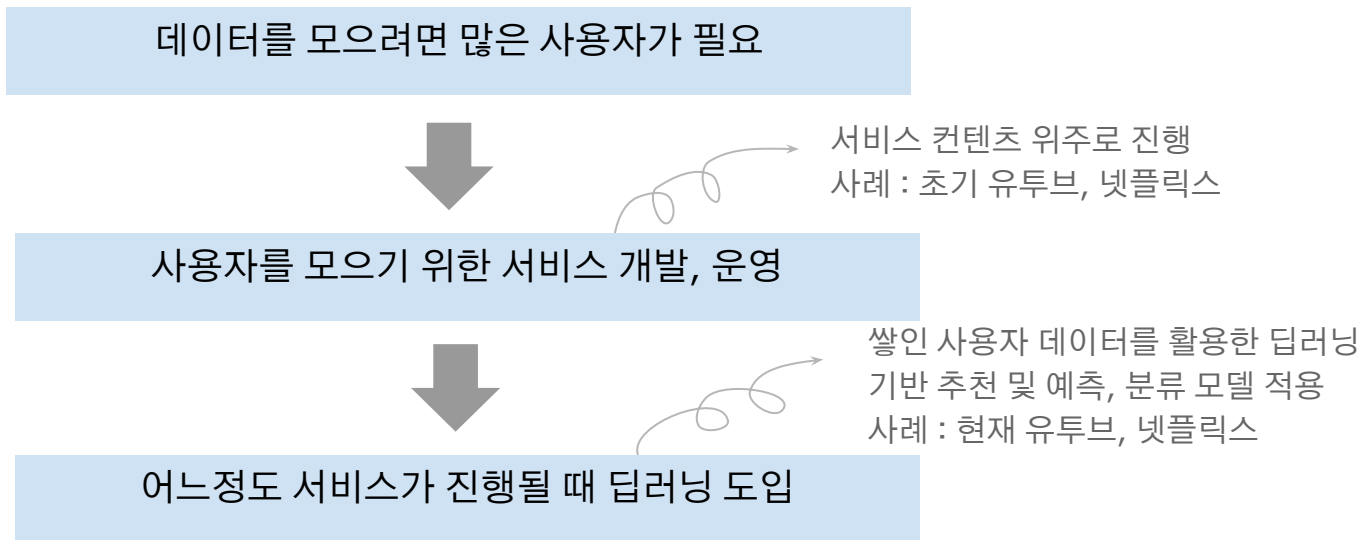 데이터를 모으려면 많은 사용자가 필요
서비스 컨텐츠 위주로 진행
사례 : 초기 유투브, 넷플릭스
사용자를 모으기 위한 서비스 개발, 운영
쌓인 사용자 데이터를 활용한 딥러닝
기반 추천 및 예측, 분류 모델 적용
사례 : 현재 유투브, 넷플릭스
어느정도 서비스가 진행될 때 딥러닝 도입